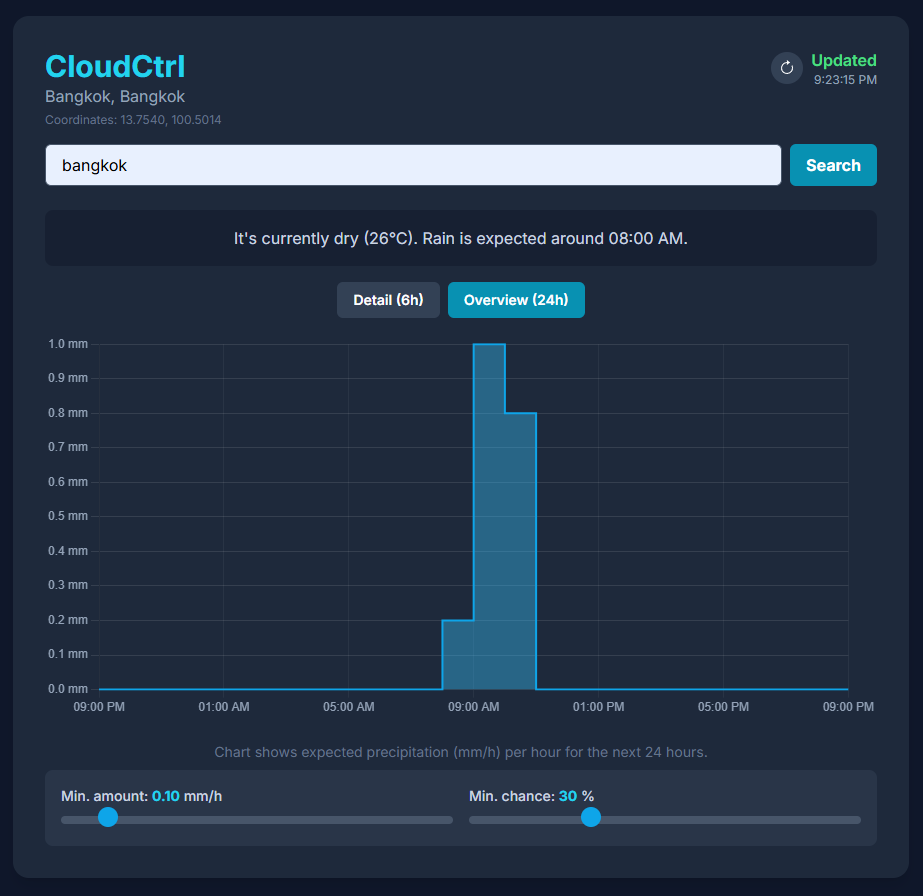 CloudCtrl
Updated
Bangkok, Bangkok
9:23:15 PM
Coordinates: 13.7540, 100.5014
bangkok
Search
It's currently dry (26°C). Rain is expected around 08:00 AM.
Detail (6h)
Overview (24h)
1.0 mm
0.9 mm
0.8 mm
0.7 mm
0.6 mm
0.5 mm
0.4 mm
0.3 mm
0.2 mm
0.1 mm
0.0 mm
09:00 PM
01:00 AM
05:00 AM
09:00 AM
01:00 PM
05:00 PM
09:00 PM
Chart shows expected precipitation (mm/h) per hour for the next 24 hours.
Min. amount: 0.10 mm/h
Min. chance: 30 %